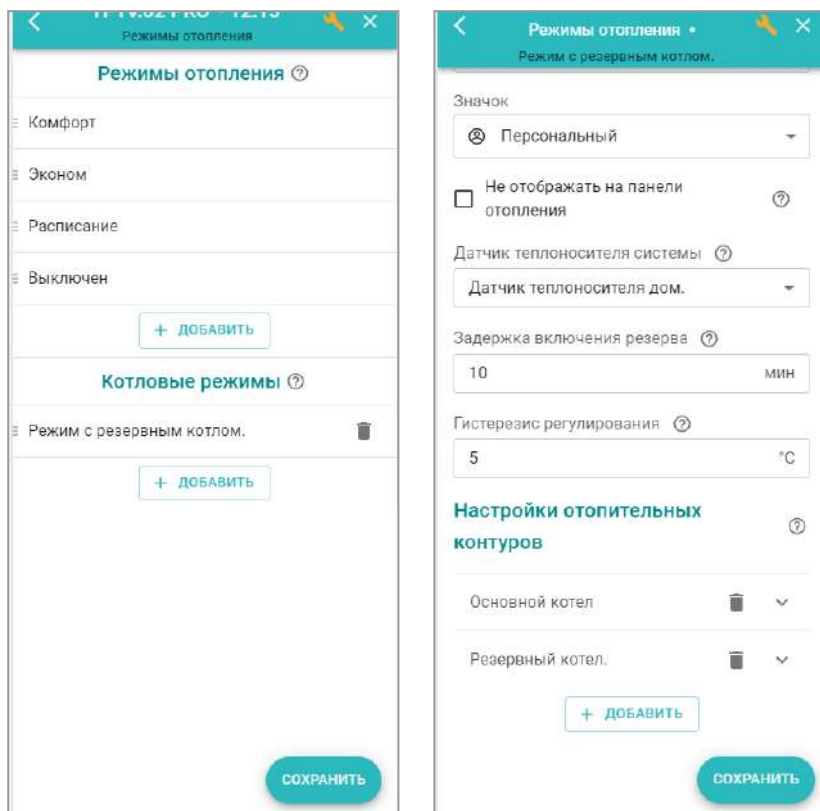 Режимы отопления
Режимы отопления
Комфорт
Эконом
Расписание
Выключен
+ ДОБАВИТЬ
Котловые режимы
Режим с резервным котлом.
+ ДОБАВИТЬ
СОХРАНИТЬ
Режимы отопления •
Режим с резервным котлом.
Значок
Персональный
Не отображать на панели
отопления
Датчик теплоносителя системы
Датчик теплоносителя дом.
Задержка включения резерва
10 мин
Гистерезис регулирования
5 °C
Настройки отопительных
контуров
Основной котел
Резервный котел.
+ ДОБАВИТЬ
СОХРАНИТЬ